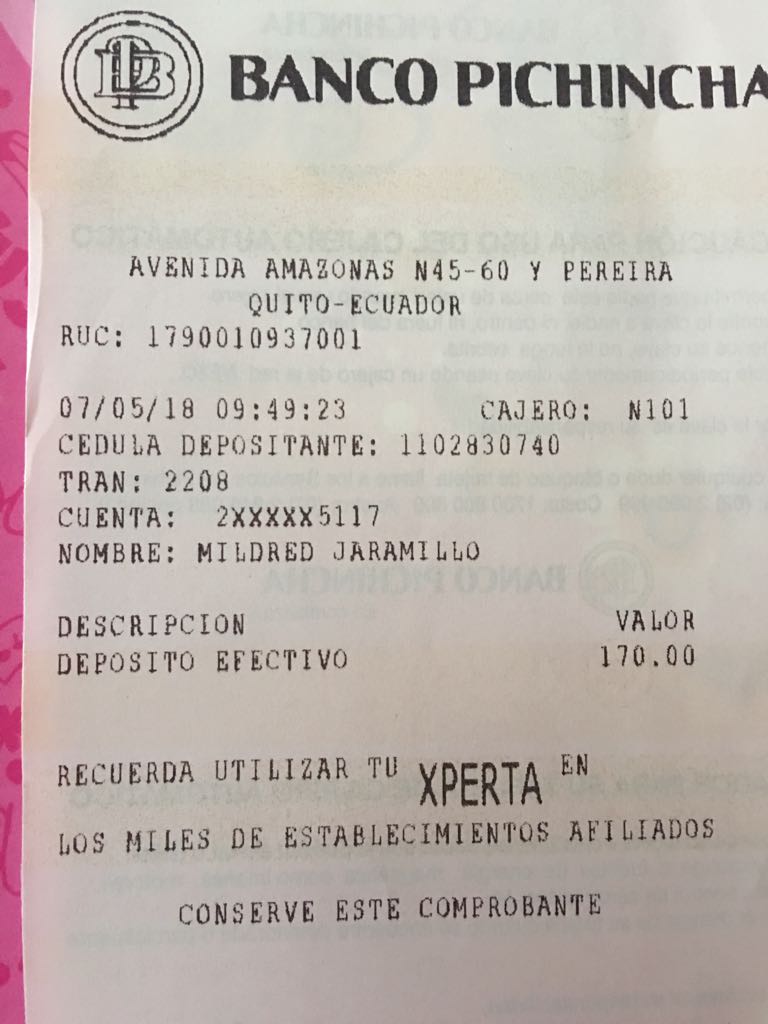 BANCO PICHINCHA
AVENIDA AMAZONAS N45-60 Y PEREIRA
QUITO-ECUADOR
RUC: 1790010937001
07/05/18 09:49:23 CAJERO: N101
CEDULA DEPOSITANTE: 1102830740
TRAN: 2208
CUENTA: 2XXXXX5117
NOMBRE: MILDRED JARAMILLO
DESCRIPCION VALOR
DEPOSITO EFECTIVO 170.00
RECUERDA UTILIZAR TU XPERTA EN
LOS MILES DE ESTABLECIMIENTOS AFILIADOS
CONSERVE ESTE COMPROBANTE